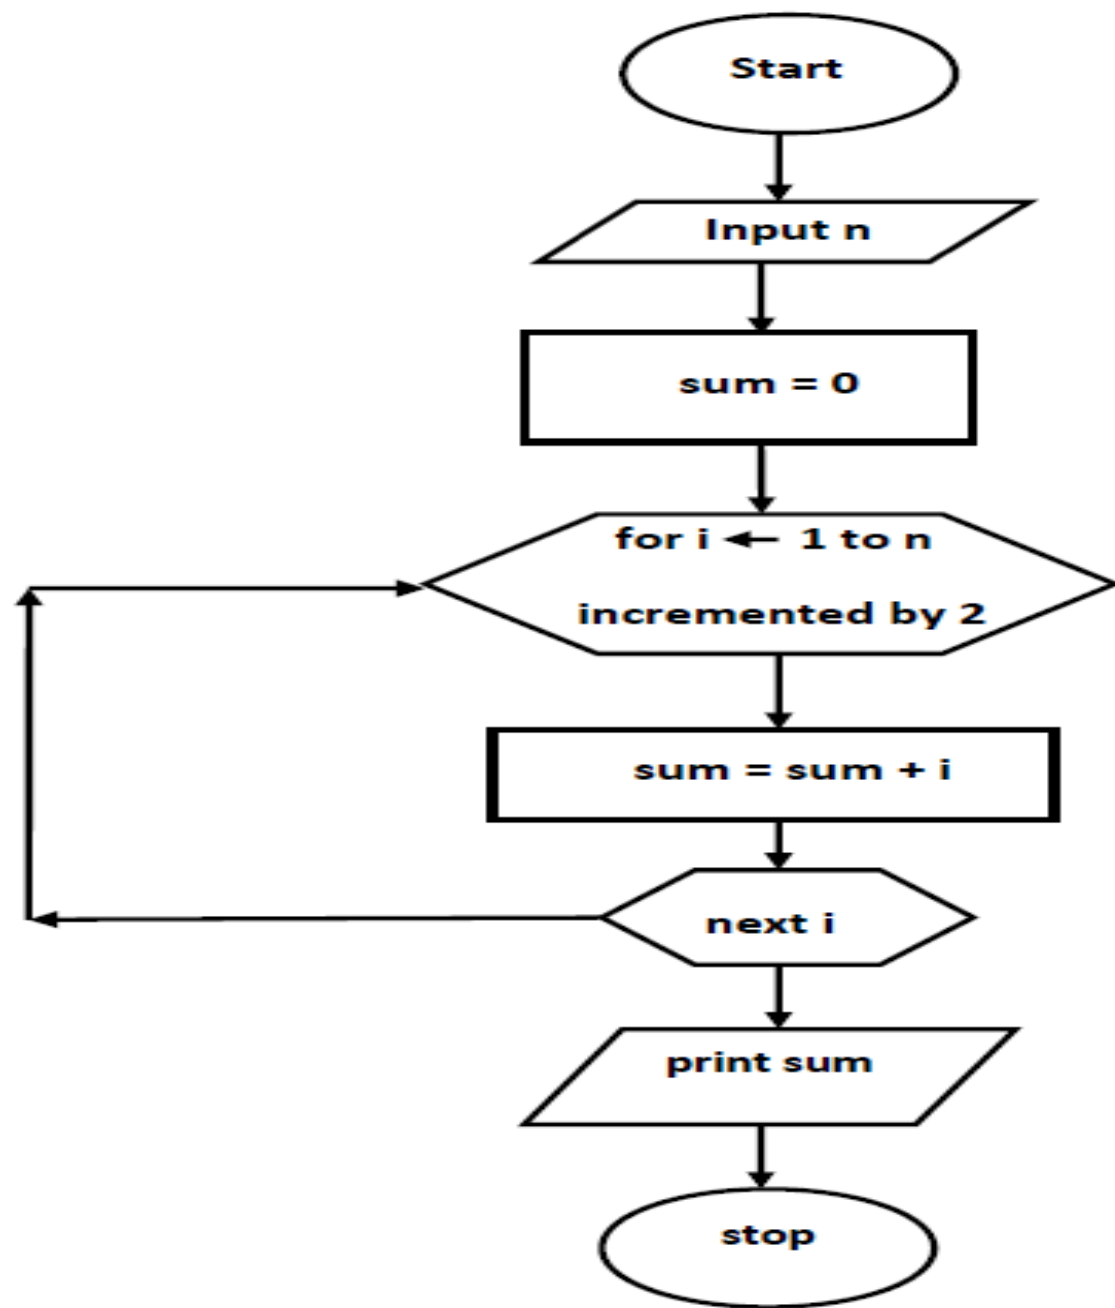 Start
Input n
sum = 0
for i ← 1 to n
incremented by 2
sum = sum + i
next i
print sum
stop